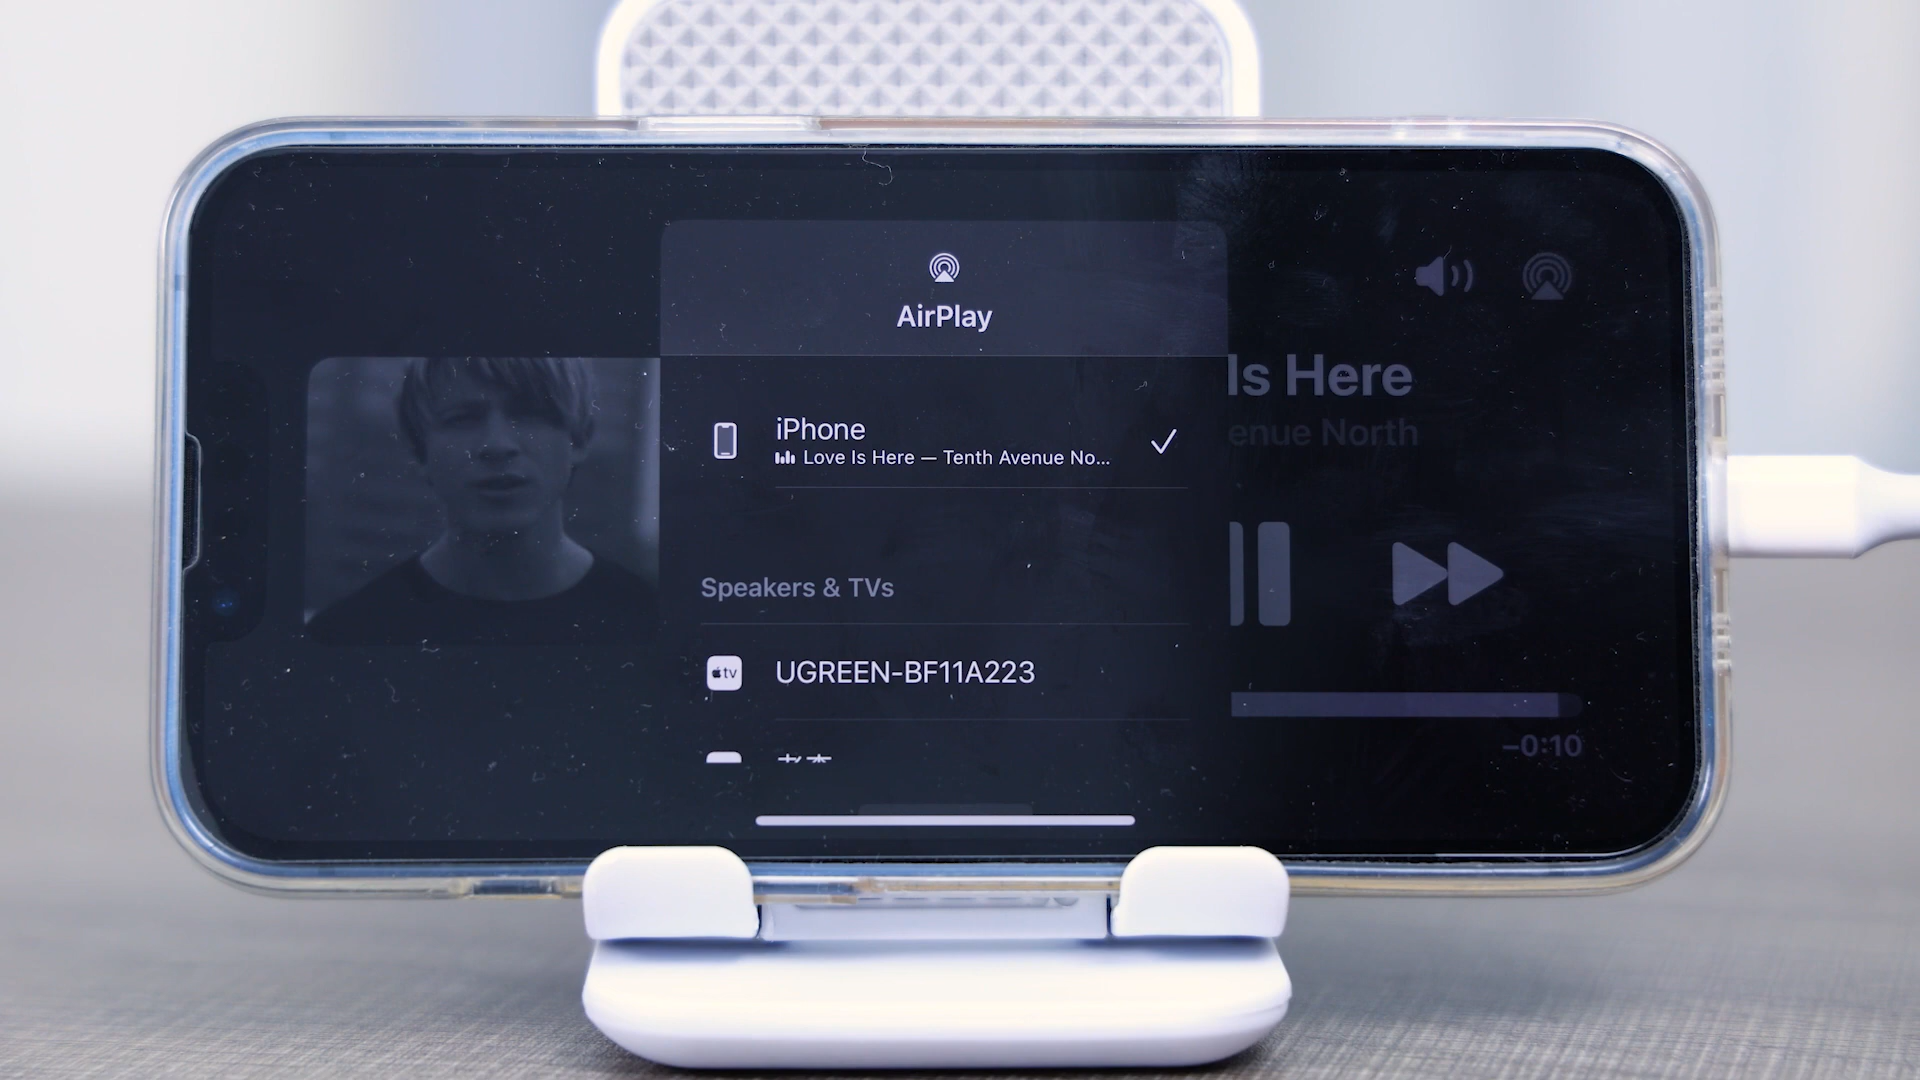 AirPlay
iPhone
Love Is Here — Tenth Avenue No...
Is Here
enue North
Speakers & TVs
tv
UGREEN-BF11A223
-0:10